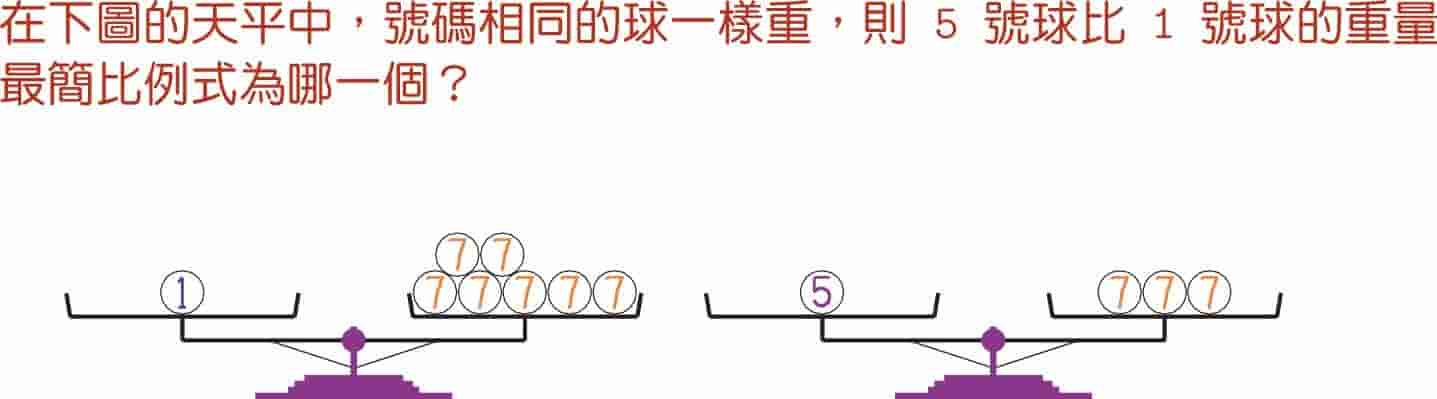 在下圖的天平中，號碼相同的球一樣重，則 5 號球比 1 號球的重量
最簡比例式為哪一個？
7 7
1 7 7 7 7 7 5 7 7 7